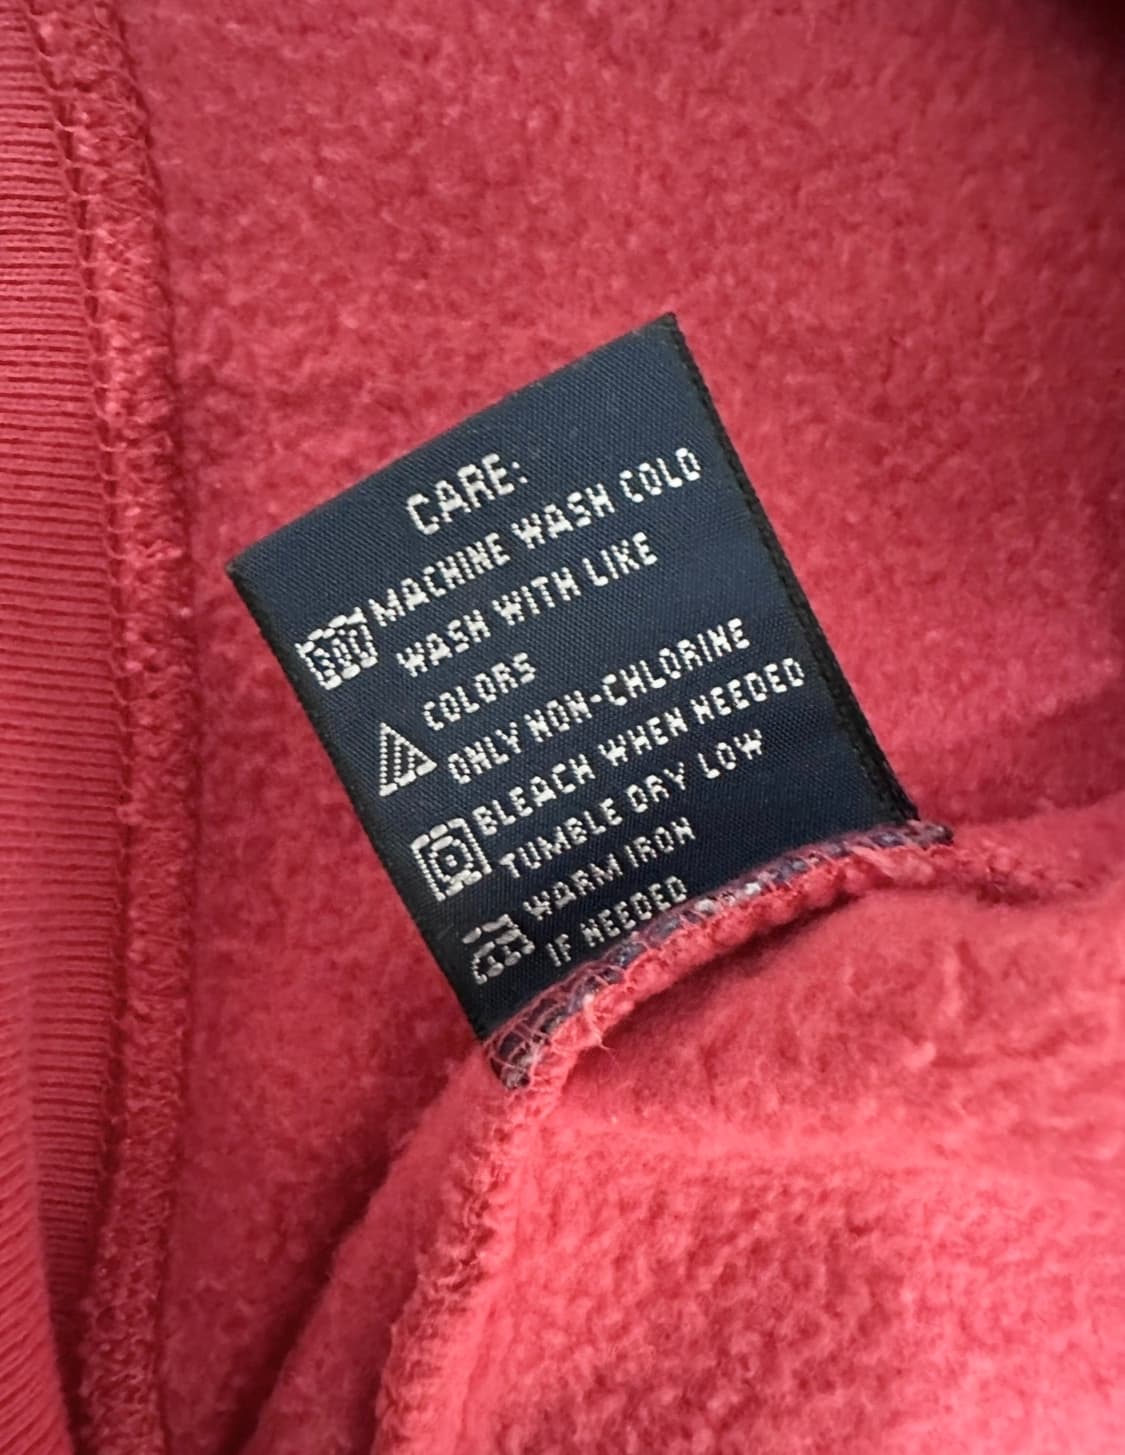 CARE:
MACHINE WASH COLD
WASH WITH LIKE
COLORS
ONLY NON-CHLORINE
BLEACH WHEN NEEDED
TUMBLE DRY LOW
WARM IRON
IF NEEDED